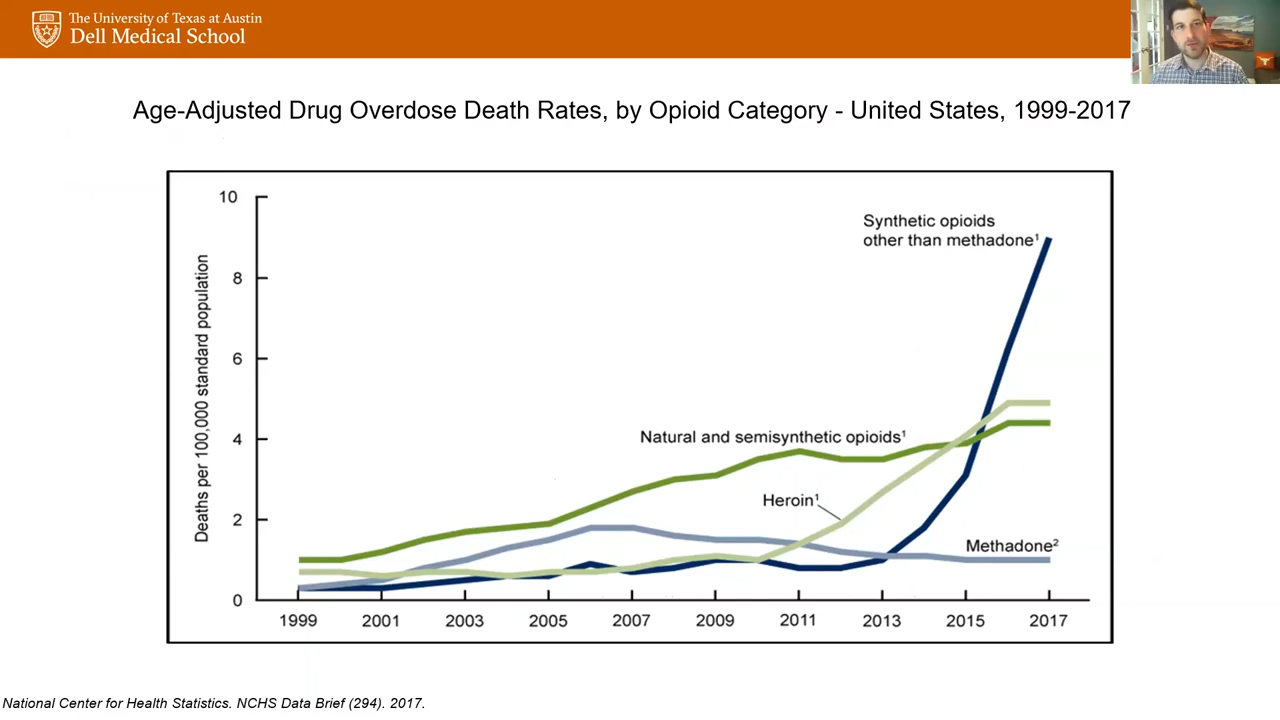 The University of Texas at Austin
Dell Medical School
Age-Adjusted Drug Overdose Death Rates, by Opioid Category - United States, 1999-2017
Deaths per 100,000 standard population
10
8
6
4
2
0
Synthetic opioids
other than methadone¹
Natural and semisynthetic opioids¹
Heroin¹
Methadone²
1999 2001 2003 2005 2007 2009 2011 2013 2015 2017
National Center for Health Statistics. NCHS Data Brief (294). 2017.